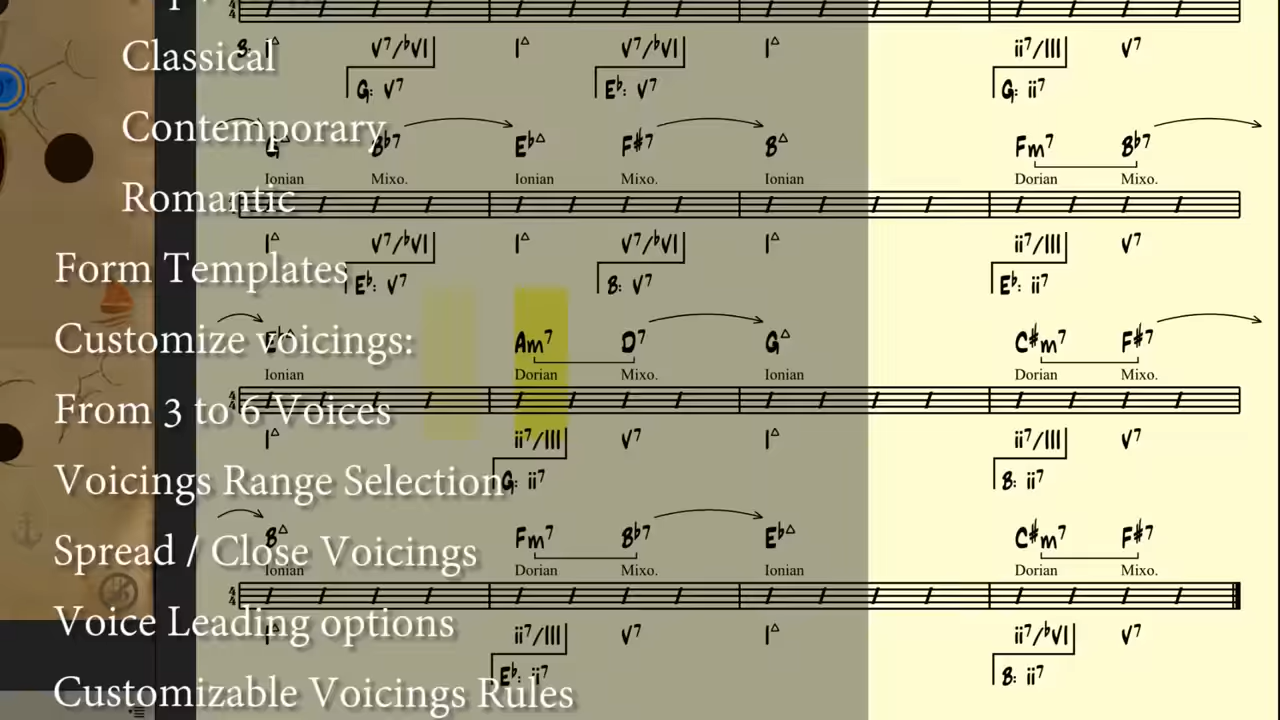 Classical
B: I△ V7/♭VI I△ V7/♭VI I△ ii7/III V7
G: V7 E♭: V7 G: ii7
Contemporary
G△ B♭7 E♭△ F#7 B△ Fm7 B♭7
Ionian Mixo. Ionian Mixo. Ionian Dorian Mixo.
Romantic
I△ V7/♭VI I△ V7/♭VI I△ ii7/III V7
Form Templates
E♭: V7 B: V7 E♭: ii7
Customize voicings:
E♭△ Am7 D7 G△ C#m7 F#7
Ionian Dorian Mixo. Ionian Dorian Mixo.
From 3 to 6 Voices
4 4
I△ ii7/III V7 I△ ii7/III V7
Voicings Range Selection
G: ii7 B: ii7
B△ Fm7 B♭7 E♭△ C#m7 F#7
Spread / Close Voicings
Ionian Dorian Mixo. Ionian Dorian Mixo.
4 4
Voice Leading options
I△ ii7/III V7 I△ ii7/♭VI V7
E♭: ii7 B: ii7
Customizable Voicings Rules